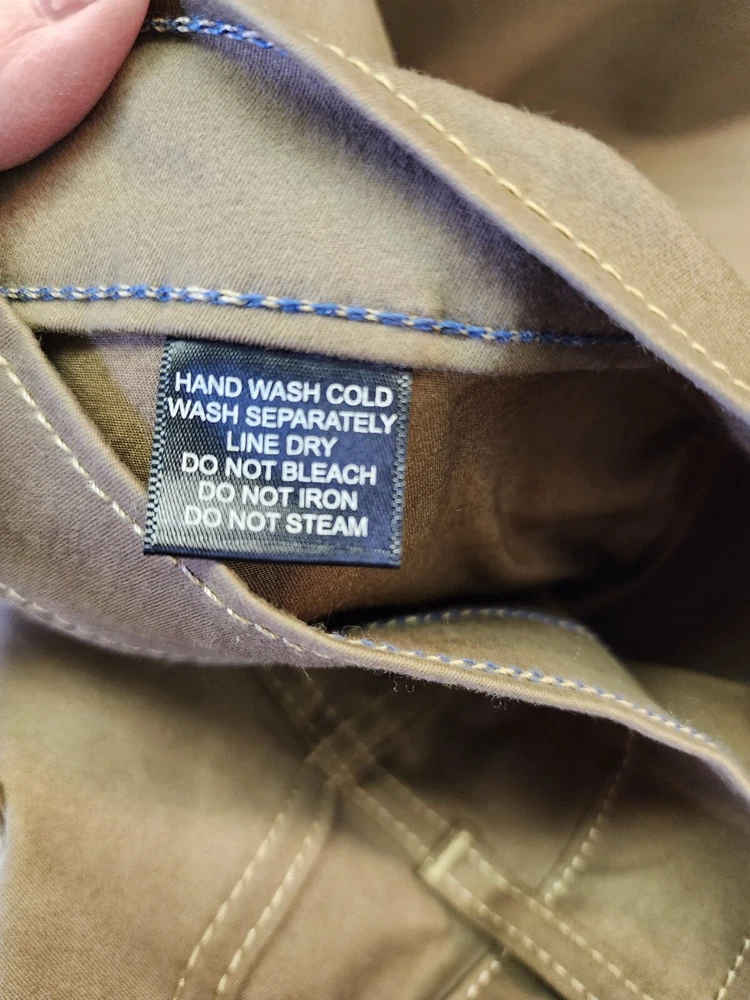 HAND WASH COLD
WASH SEPARATELY
LINE DRY
DO NOT BLEACH
DO NOT IRON
DO NOT STEAM